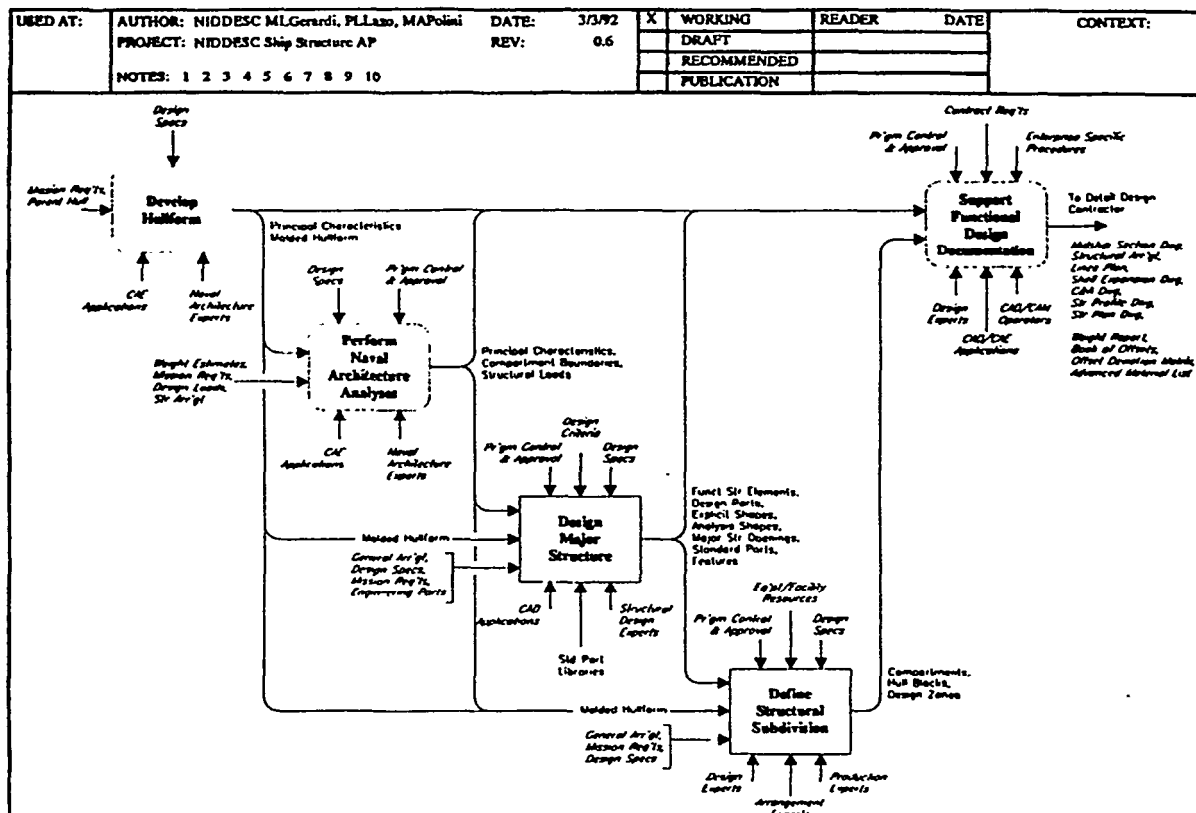 USED AT:
AUTHOR: NIDDESC MLGerardi, PLLazo, MAPolini
DATE: 3/3/92
PROJECT: NIDDESC Ship Structure AP
REV: 0.6
NOTES: 1 2 3 4 5 6 7 8 9 10
X WORKING
DRAFT
RECOMMENDED
PUBLICATION
READER DATE
CONTEXT:
Design
Specs
Mission Req'ts,
Parent Hull
Develop
Hullform
CAE
Applications
Naval
Architecture
Experts
Principal Characteristics
Molded Hullform
Design
Specs
Pr'gm Control
& Approval
Weight Estimates,
Mission Req'ts,
Design Loads,
Str Arr'gt
Perform
Naval
Architecture
Analyses
CAE
Applications
Naval
Architecture
Experts
Principal Characteristics,
Compartment Boundaries,
Structural Loads
Pr'gm Control
& Approval
Design
Criteria
Design
Specs
Molded Hullform
General Arr'gt,
Design Specs,
Mission Req'ts,
Engineering Parts
Design
Major
Structure
CAD
Applications
Std Part
Libraries
Structural
Design
Experts
Funct Str Elements,
Design Parts,
Explicit Shapes,
Analysis Shapes,
Major Str Openings,
Standard Parts,
Features
Pr'gm Control
& Approval
Eq'pt/Facility
Resources
Design
Specs
Molded Hullform
General Arr'gt,
Mission Req'ts,
Design Specs
Define
Structural
Subdivision
Design
Experts
Arrangement
Production
Experts
Compartments,
Hull Blocks,
Design Zones
Contract Req'ts
Pr'gm Control
& Approval
Enterprise Specific
Procedures
Support
Functional
Design
Documentation
Design
Experts
CAD/CAE
Applications
CAD/CAM
Operators
To Detail Design
Contractor
Midship Section Dwg,
Structural Arr'gt,
Lines Plan,
Shell Expansion Dwg,
C&A Dwg,
Str Profile Dwg,
Str Plan Dwg,
Weight Report,
Book of Offsets,
Offset Deviation Matrix,
Advanced Material List